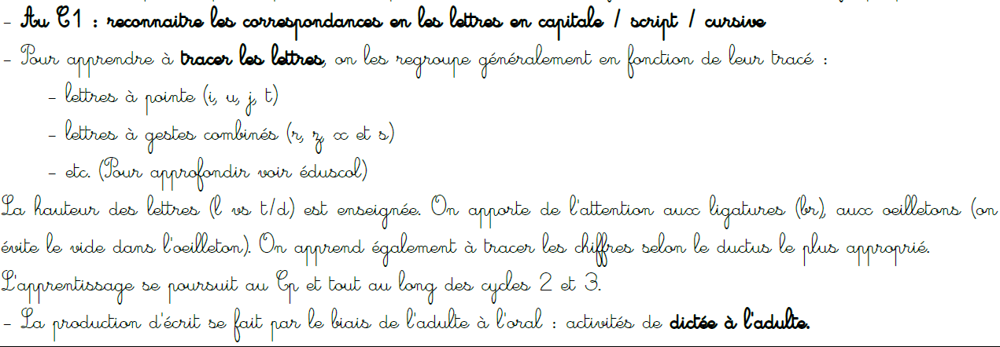 - Au C1 : reconnaitre les correspondances en les lettres en capitale / script / cursive
- Pour apprendre à tracer les lettres, on les regroupe généralement en fonction de leur tracé :
- lettres à pointe (i, u, j, t)
- lettres à gestes combinés (r, z, x et s)
- etc. (Pour approfondir voir éduscol)
La hauteur des lettres (l vs t/d) est enseignée. On apporte de l'attention aux ligatures (br), aux oeilletons (on
évite le vide dans l'oeilleton). On apprend également à tracer les chiffres selon le ductus le plus approprié.
L'apprentissage se poursuit au Cp et tout au long des cycles 2 et 3.
- La production d'écrit se fait par le biais de l'adulte à l'oral : activités de dictée à l'adulte.